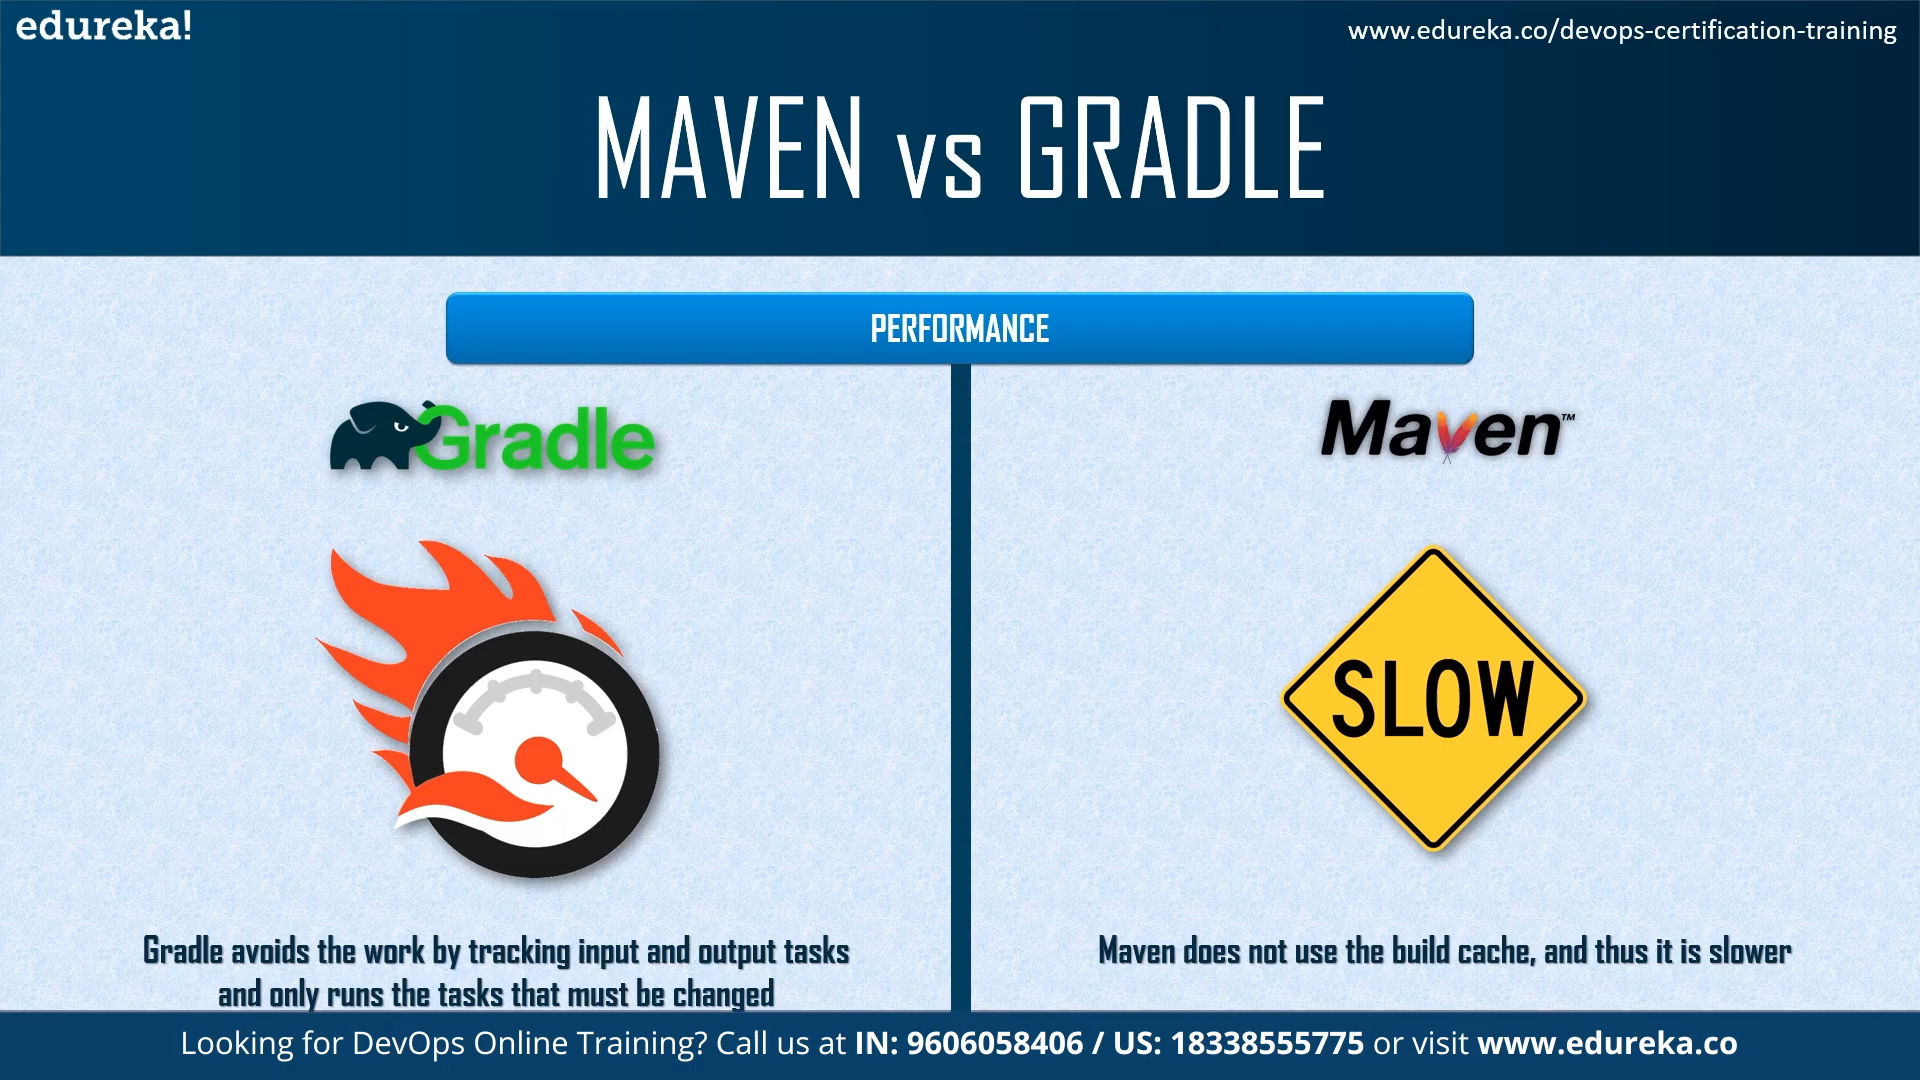 edureka!
www.edureka.co/devops-certification-training
MAVEN vs GRADLE
PERFORMANCE
Gradle
Maven™
SLOW
Gradle avoids the work by tracking input and output tasks
and only runs the tasks that must be changed
Maven does not use the build cache, and thus it is slower
Looking for DevOps Online Training? Call us at IN: 9606058406 / US: 18338555775 or visit www.edureka.co